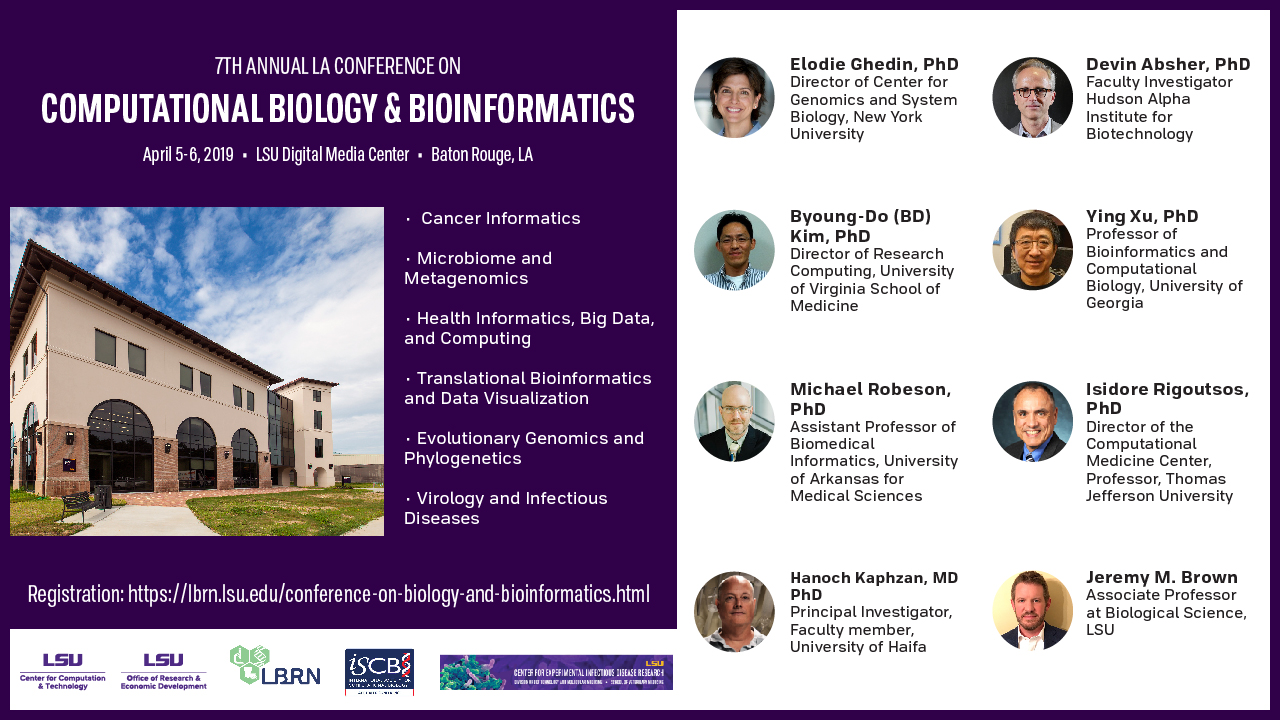 7TH ANNUAL LA CONFERENCE ON
COMPUTATIONAL BIOLOGY & BIOINFORMATICS
April 5-6, 2019 • LSU Digital Media Center • Baton Rouge, LA
· Cancer Informatics
· Microbiome and
Metagenomics
· Health Informatics, Big Data,
and Computing
· Translational Bioinformatics
and Data Visualization
· Evolutionary Genomics and
Phylogenetics
· Virology and Infectious
Diseases
Registration: https://lbrn.lsu.edu/conference-on-biology-and-bioinformatics.html
LSU
Center for Computation
& Technology
LSU
Office of Research &
Economic Development
LBRN
iSCB
LSU
CENTER FOR EXPERIMENTAL INFECTIOUS DISEASE RESEARCH
Elodie Ghedin, PhD
Director of Center for
Genomics and System
Biology, New York
University
Devin Absher, PhD
Faculty Investigator
Hudson Alpha
Institute for
Biotechnology
Byoung-Do (BD)
Kim, PhD
Director of Research
Computing, University
of Virginia School of
Medicine
Ying Xu, PhD
Professor of
Bioinformatics and
Computational
Biology, University of
Georgia
Michael Robeson,
PhD
Assistant Professor of
Biomedical
Informatics, University
of Arkansas for
Medical Sciences
Isidore Rigoutsos,
PhD
Director of the
Computational
Medicine Center,
Professor, Thomas
Jefferson University
Hanoch Kaphzan, MD
PhD
Principal Investigator,
Faculty member,
University of Haifa
Jeremy M. Brown
Associate Professor
at Biological Science,
LSU